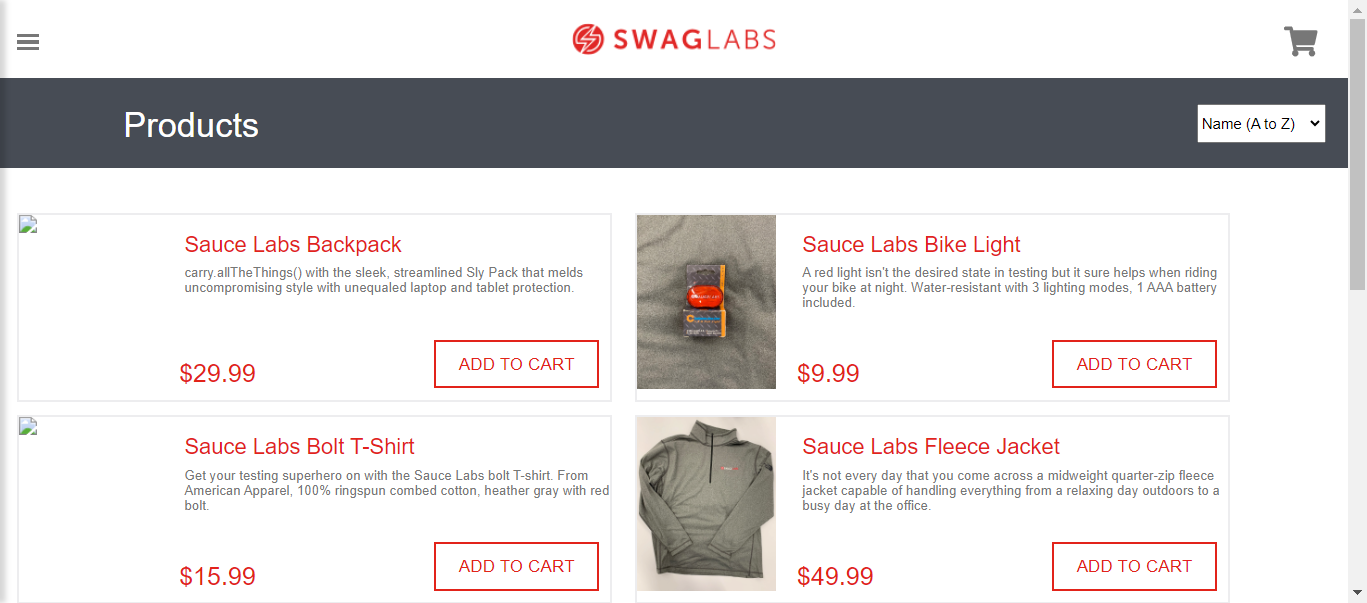 SWAGLABS
Products
Name (A to Z)
Sauce Labs Backpack
carry.allTheThings() with the sleek, streamlined Sly Pack that melds
uncompromising style with unequaled laptop and tablet protection.
$29.99
ADD TO CART
Sauce Labs Bike Light
A red light isn't the desired state in testing but it sure helps when riding
your bike at night. Water-resistant with 3 lighting modes, 1 AAA battery
included.
$9.99
ADD TO CART
Sauce Labs Bolt T-Shirt
Get your testing superhero on with the Sauce Labs bolt T-shirt. From
American Apparel, 100% ringspun combed cotton, heather gray with red
bolt.
$15.99
ADD TO CART
Sauce Labs Fleece Jacket
It's not every day that you come across a midweight quarter-zip fleece
jacket capable of handling everything from a relaxing day outdoors to a
busy day at the office.
$49.99
ADD TO CART